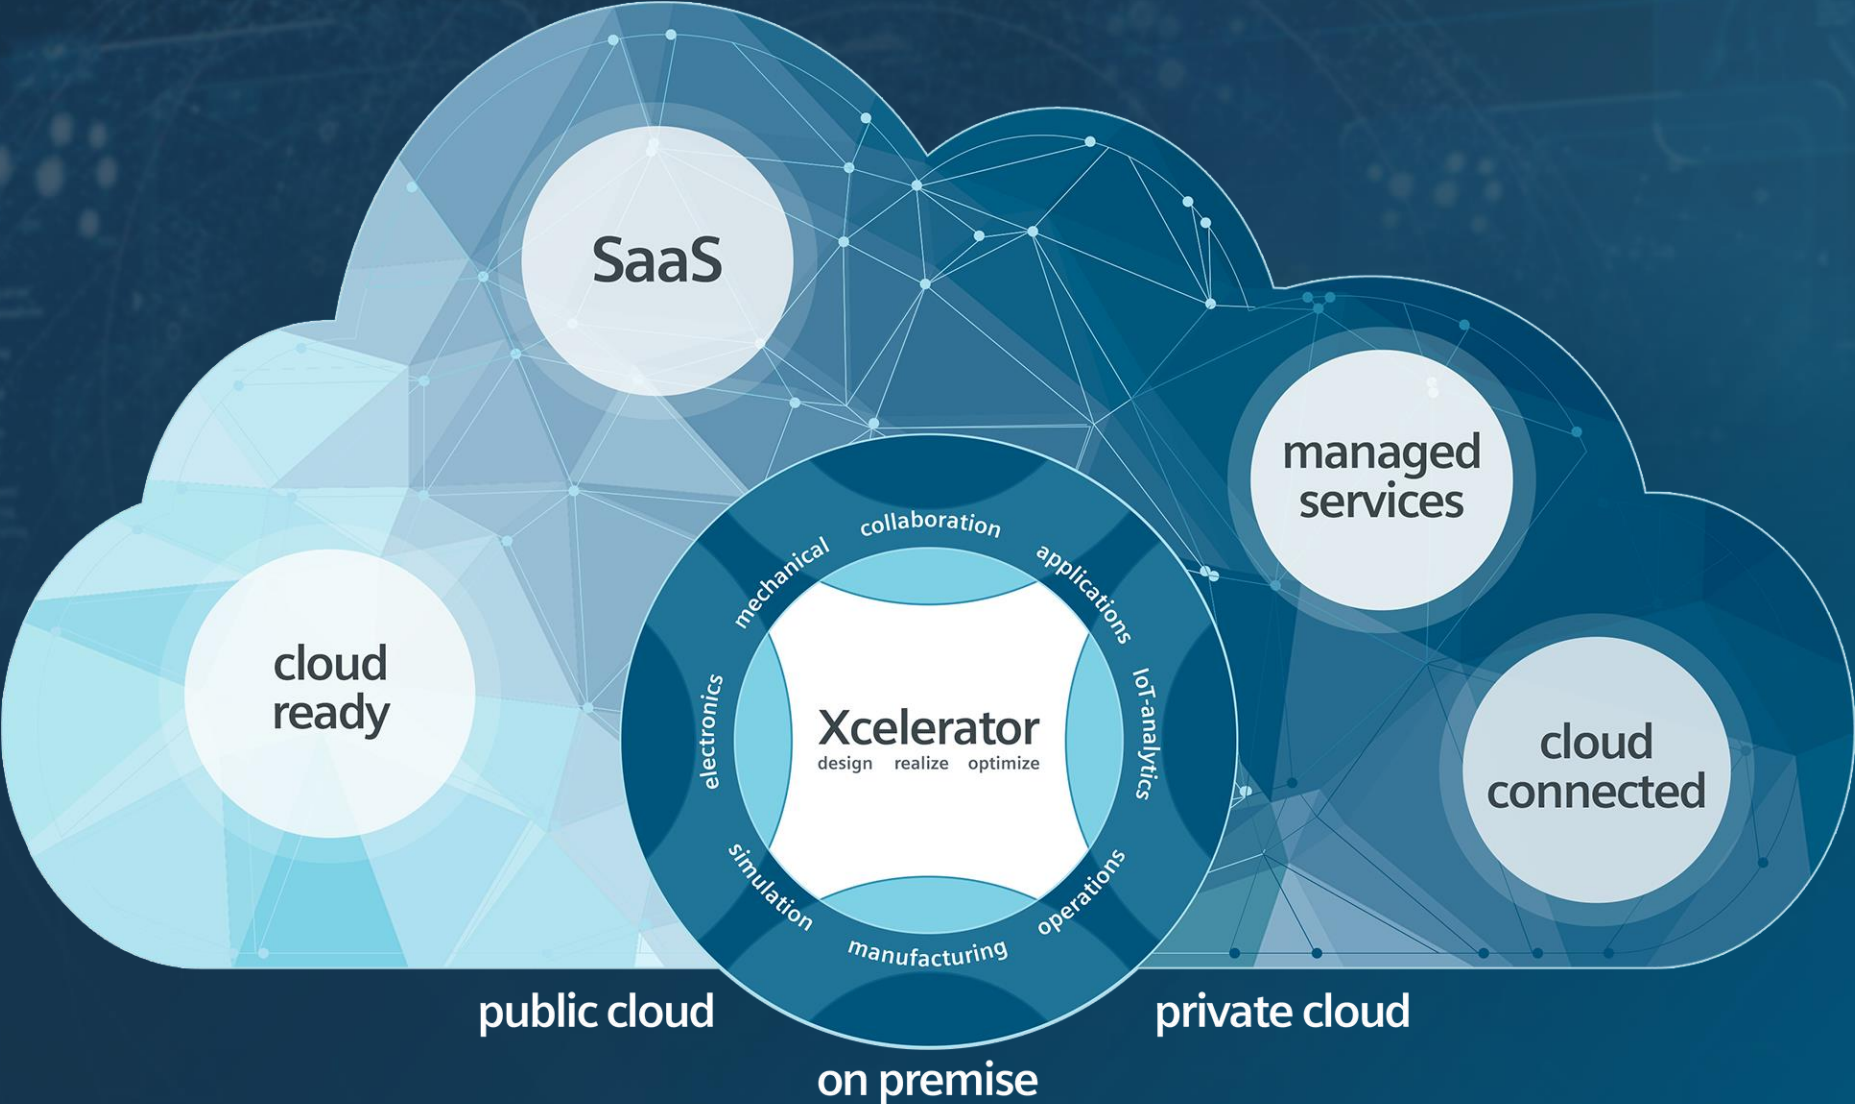 SaaS
managed
services
cloud
ready
cloud
connected
collaboration
mechanical
applications
electronics
IoT-analytics
Xcelerator
design realize optimize
simulation
operations
manufacturing
public cloud
private cloud
on premise